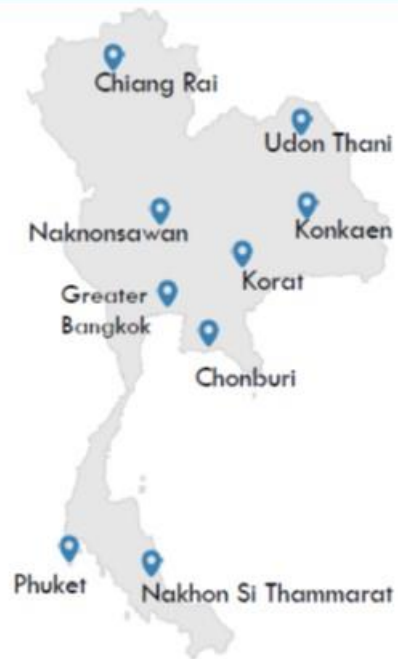 Chiang Rai
Udon Thani
Naknonsawan
Konkaen
Korat
Greater
Bangkok
Chonburi
Phuket
Nakhon Si Thammarat